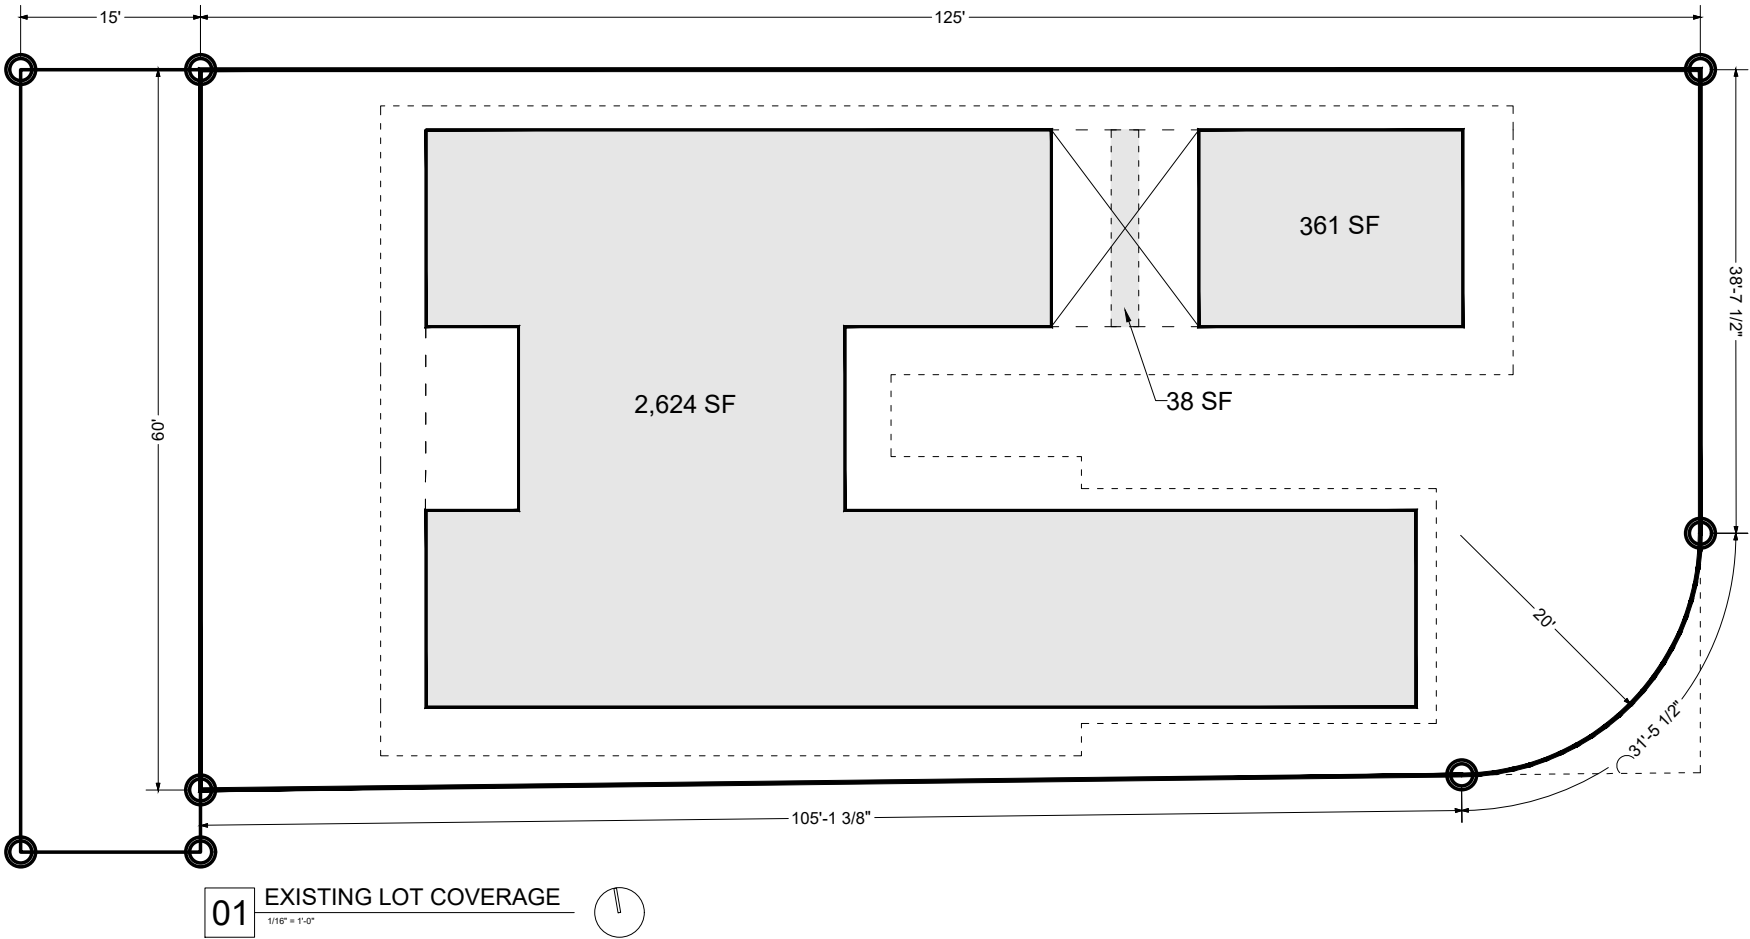 15'
125'
361 SF
38'-7 1/2"
2,624 SF
38 SF
60'
20'
31'-5 1/2"
105'-1 3/8"
01
EXISTING LOT COVERAGE
1/16" = 1'-0"